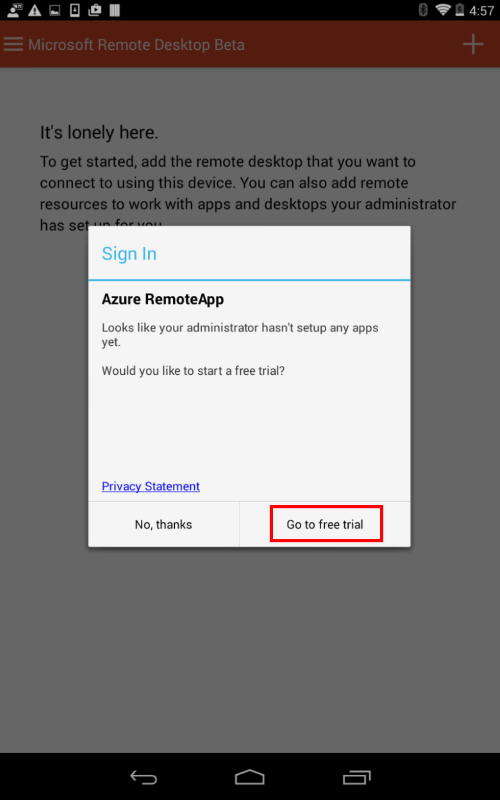 4:57
Microsoft Remote Desktop Beta
It's lonely here.
To get started, add the remote desktop that you want to
connect to using this device. You can also add remote
resources to work with apps and desktops your administrator
has set up for you.
Sign In
Azure RemoteApp
Looks like your administrator hasn't setup any apps
yet.
Would you like to start a free trial?
Privacy Statement
No, thanks
Go to free trial